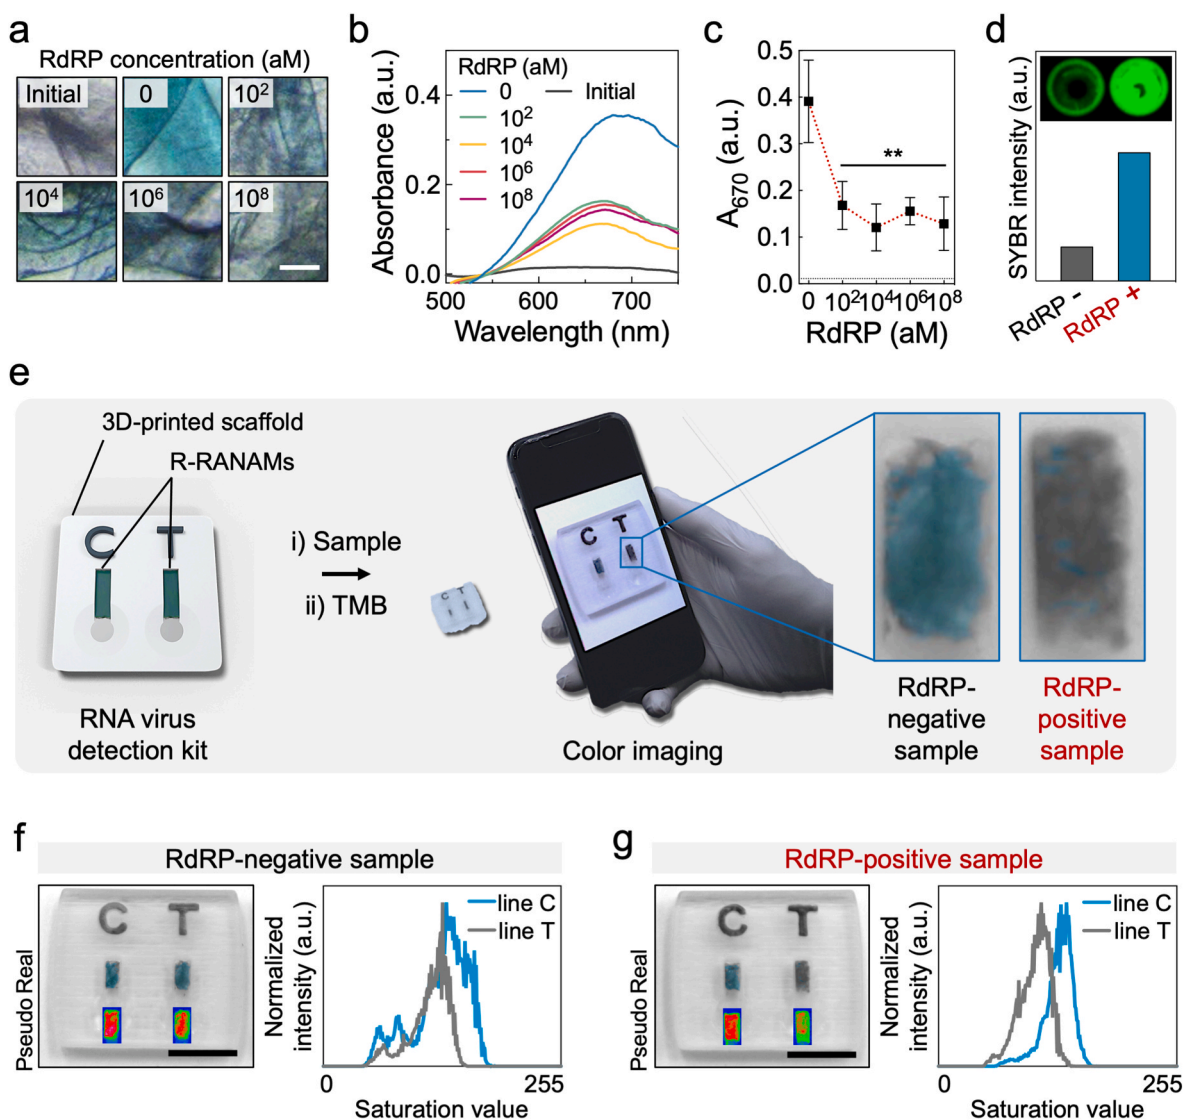 a
RdRP concentration (aM)
Initial
0
10²
10⁴
10⁶
10⁸
b
Absorbance (a.u.)
0.4
0.2
0.0
RdRP (aM)
0
Initial
10²
10⁴
10⁶
10⁸
500
600
700
Wavelength (nm)
c
A₆₇₀ (a.u.)
0.5
0.4
0.3
0.2
0.1
0.0
**
0
10²
10⁴
10⁶
10⁸
RdRP (aM)
d
SYBR intensity (a.u.)
RdRP -
RdRP +
e
3D-printed scaffold
R-RANAMs
C T
i) Sample
ii) TMB
C T
C T
RNA virus
detection kit
Color imaging
RdRP-
negative
sample
RdRP-
positive
sample
f
RdRP-negative sample
Pseudo Real
C T
Normalized
intensity (a.u.)
line C
line T
0
255
Saturation value
g
RdRP-positive sample
Pseudo Real
C T
Normalized
intensity (a.u.)
line C
line T
0
255
Saturation value